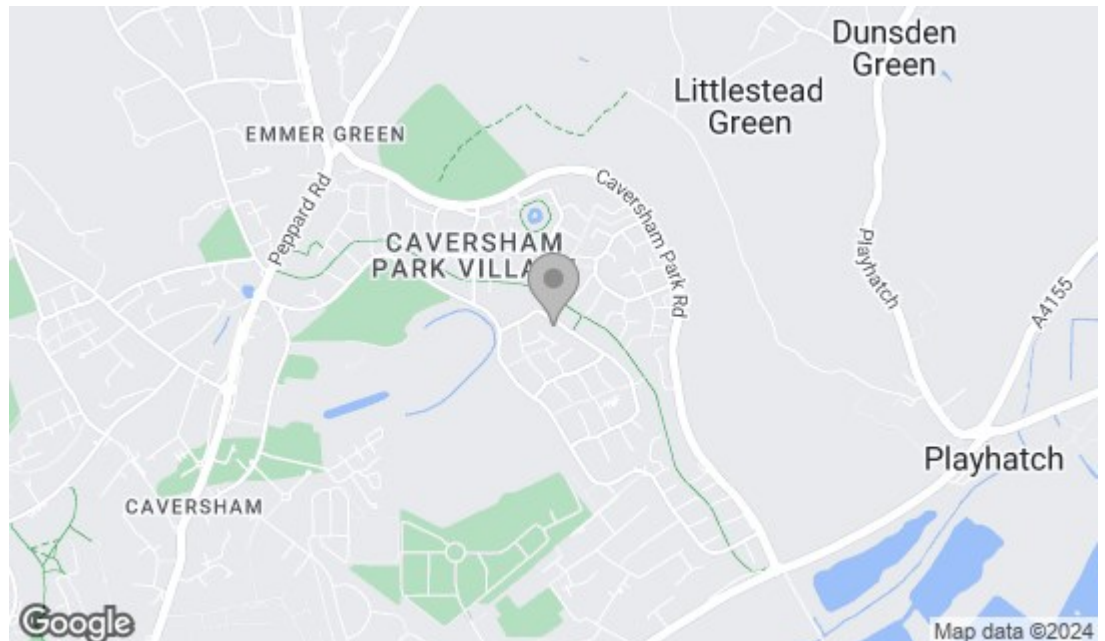 Dunsden
Green
Littlestead
Green
EMMER GREEN
Peppard Rd
Caversham Park Rd
CAVERSHAM
PARK
Playhatch
A4155
Playhatch
CAVERSHAM
Google
Map data ©2024